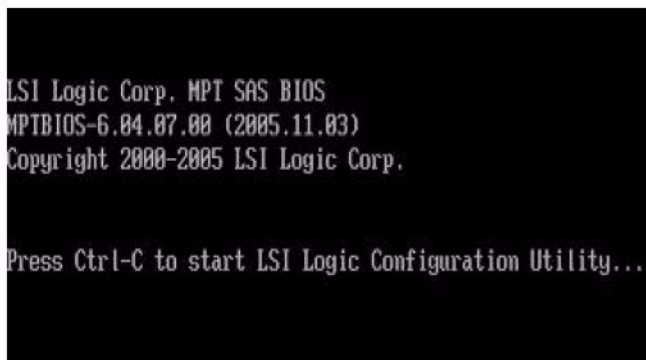 LSI Logic Corp. MPT SAS BIOS
MPTBIOS-6.04.07.00 (2005.11.03)
Copyright 2000-2005 LSI Logic Corp.
Press Ctrl-C to start LSI Logic Configuration Utility...